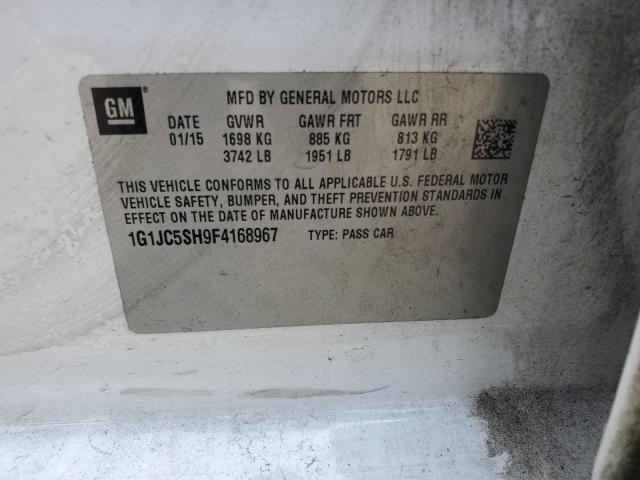 GM
MFD BY GENERAL MOTORS LLC
DATE GVWR GAWR FRT GAWR RR
01/15 1698 KG 885 KG 813 KG
3742 LB 1951 LB 1791 LB
THIS VEHICLE CONFORMS TO ALL APPLICABLE U.S. FEDERAL MOTOR
VEHICLE SAFETY, BUMPER, AND THEFT PREVENTION STANDARDS IN
EFFECT ON THE DATE OF MANUFACTURE SHOWN ABOVE.
1G1JC5SH9F4168967 TYPE: PASS CAR